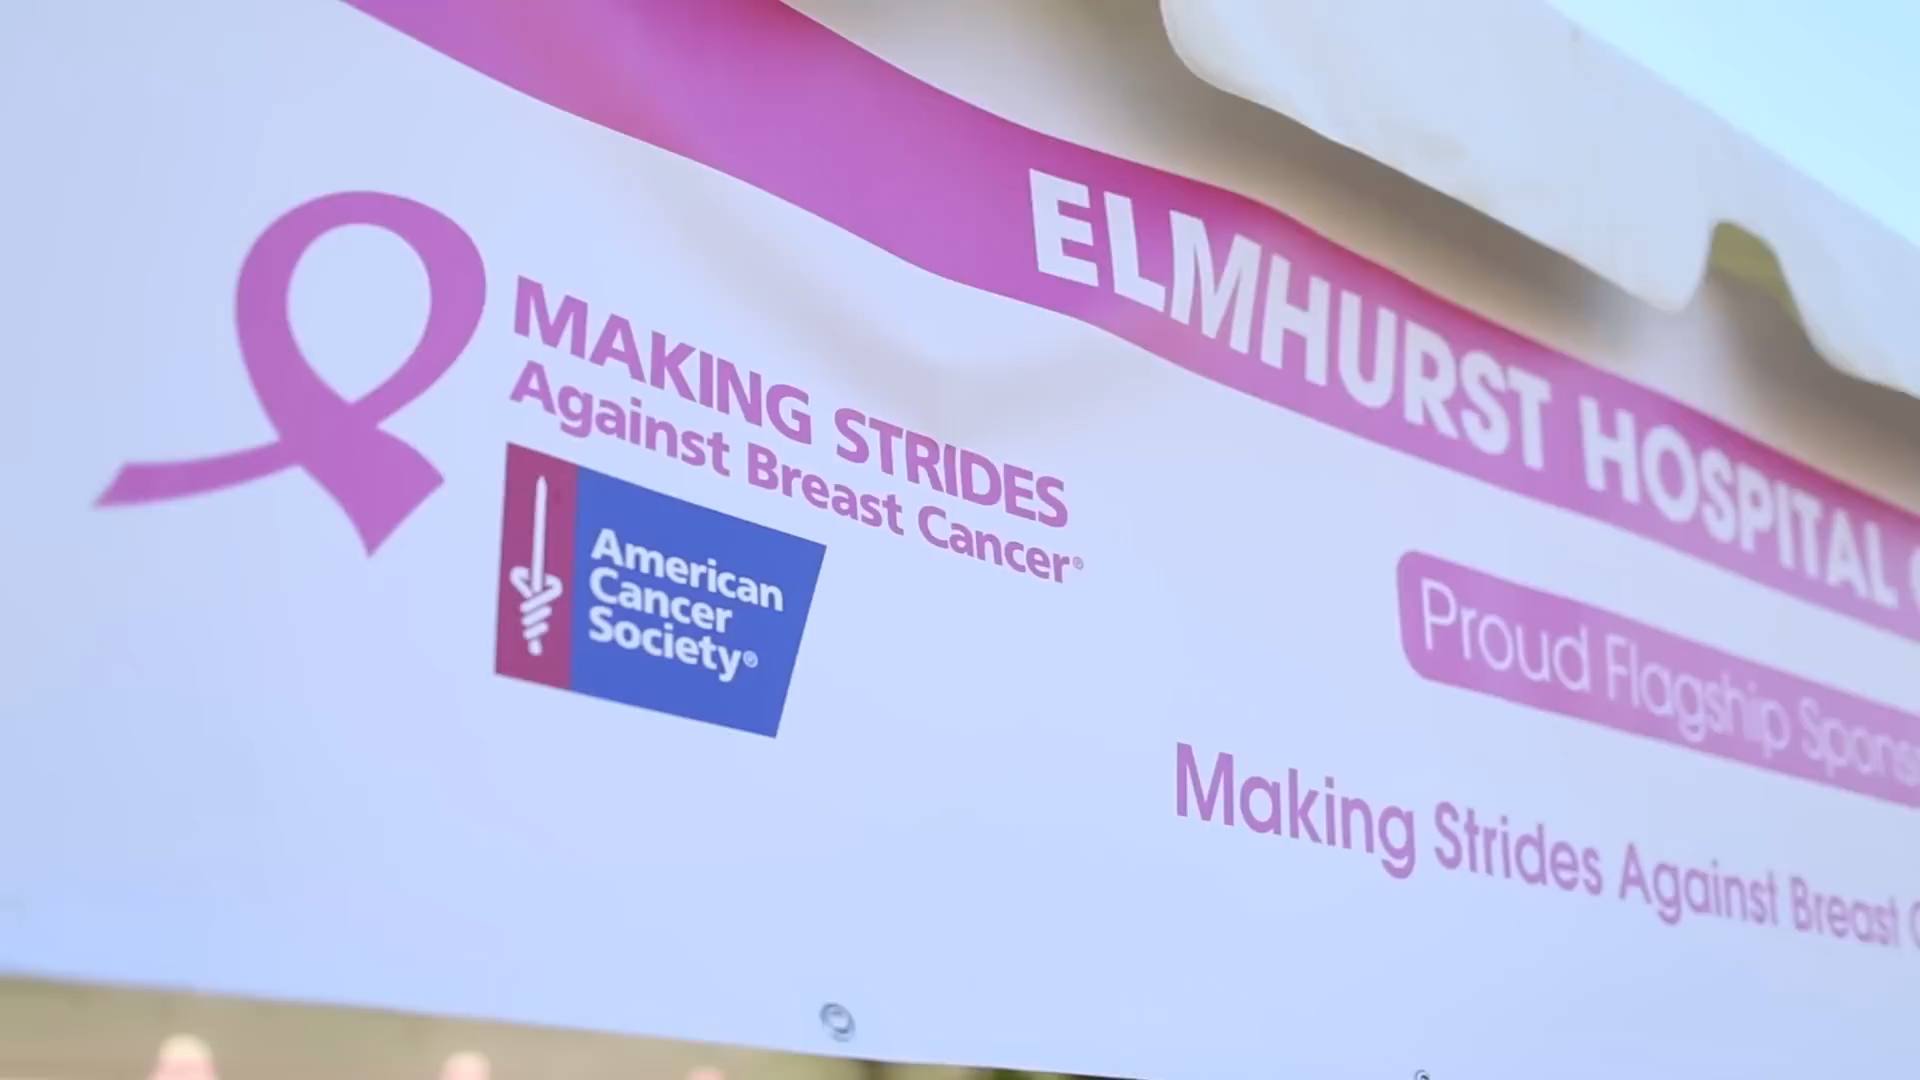 MAKING STRIDES
Against Breast Cancer®
American
Cancer
Society®
ELMHURST HOSPITAL
Proud Flagship
Making Strides Against Breast